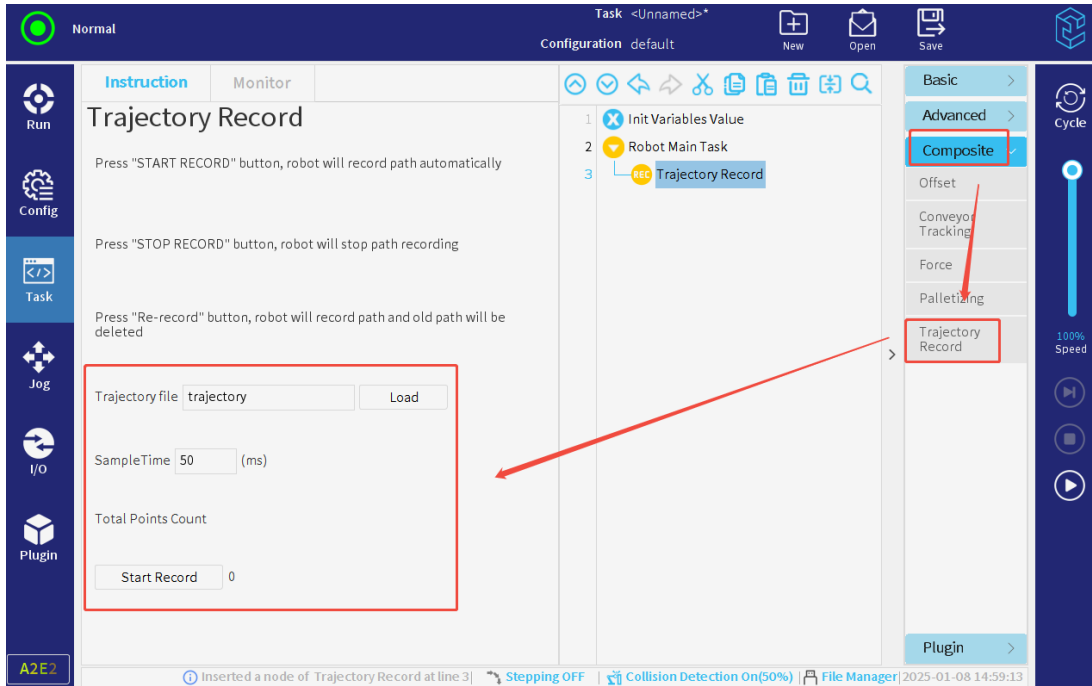 Normal
Task <Unnamed>*
Configuration default
New
Open
Save
Run
Config
Task
Jog
I/O
Plugin
A2E2
Instruction
Monitor
Trajectory Record
Press "START RECORD" button, robot will record path automatically
Press "STOP RECORD" button, robot will stop path recording
Press "Re-record" button, robot will record path and old path will be
deleted
Trajectory file trajectory Load
SampleTime 50 (ms)
Total Points Count
Start Record 0
1 Init Variables Value
2 Robot Main Task
3 REC Trajectory Record
Basic
Advanced
Composite
Offset
Conveyor
Tracking
Force
Palletizing
Trajectory
Record
Plugin
Cycle
100%
Speed
Inserted a node of Trajectory Record at line 3| Stepping OFF | Collision Detection On(50%) | File Manager| 2025-01-08 14:59:13